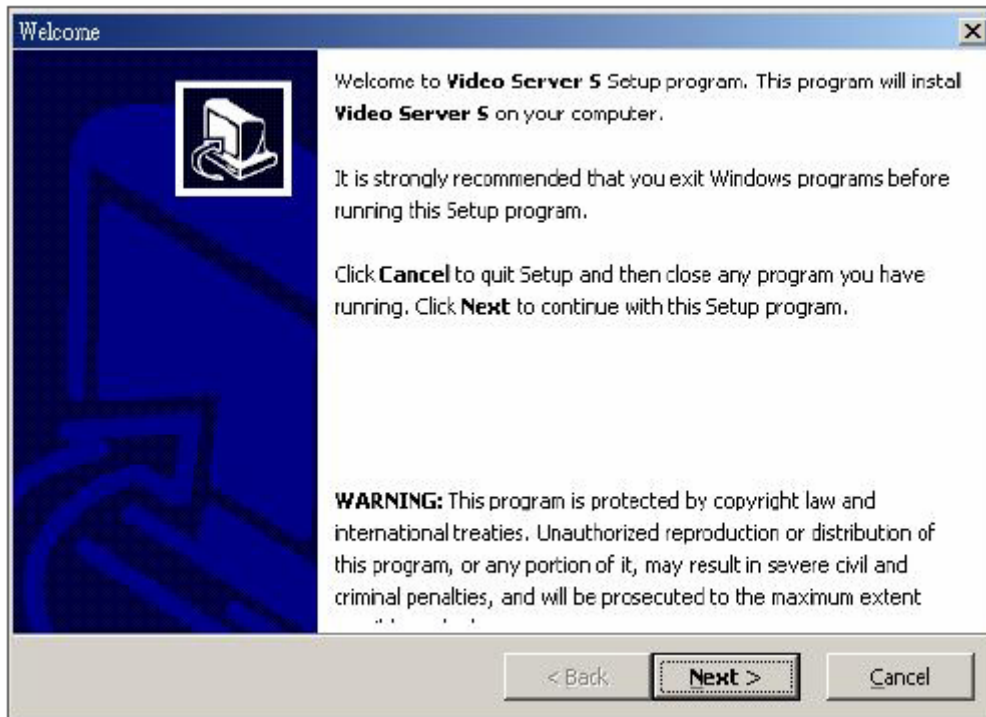 Welcome
Welcome to Video Server S Setup program. This program will instal
Video Server S on your computer.
It is strongly recommended that you exit Windows programs before
running this Setup program.
Click Cancel to quit Setup and then close any program you have
running. Click Next to continue with this Setup program.
WARNING: This program is protected by copyright law and
international treaties. Unauthorized reproduction or distribution of
this program, or any portion of it, may result in severe civil and
criminal penalties, and will be prosecuted to the maximum extent
< Back
Next >
Cancel